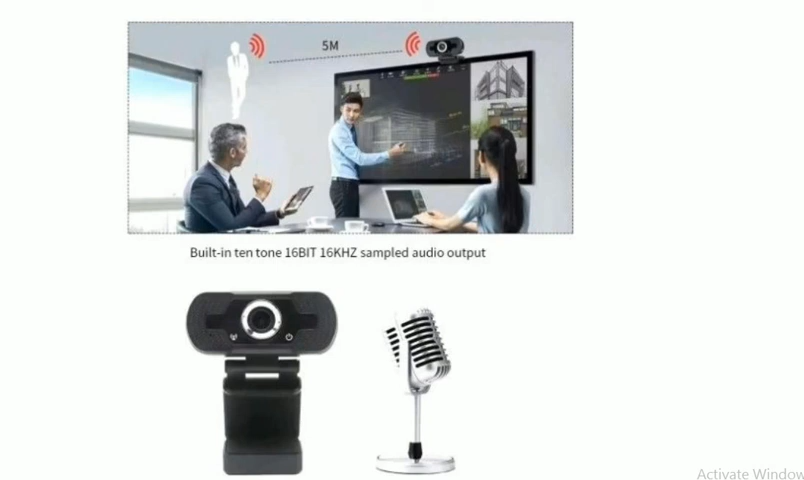 5M
Built-in ten tone 16BIT 16KHZ sampled audio output
Activate Window